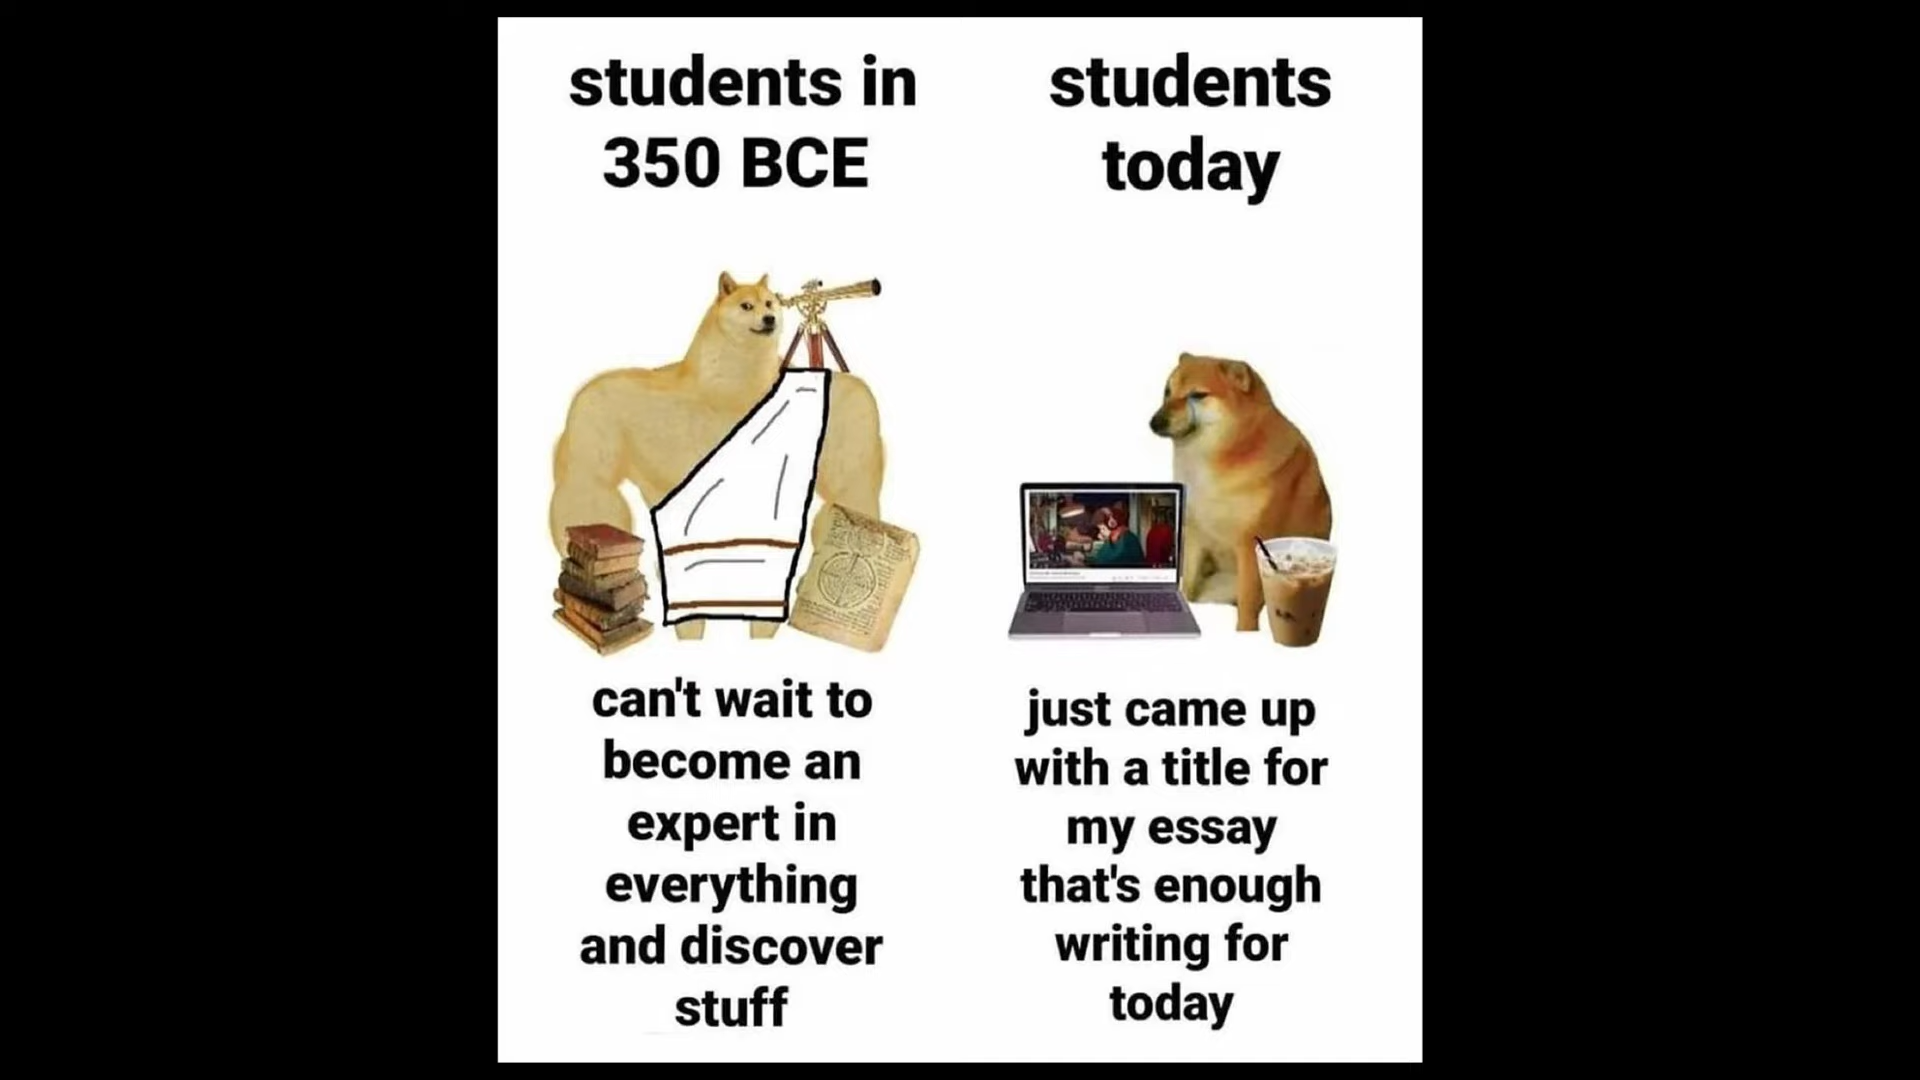 students in
350 BCE
students
today
can't wait to
become an
expert in
everything
and discover
stuff
just came up
with a title for
my essay
that's enough
writing for
today